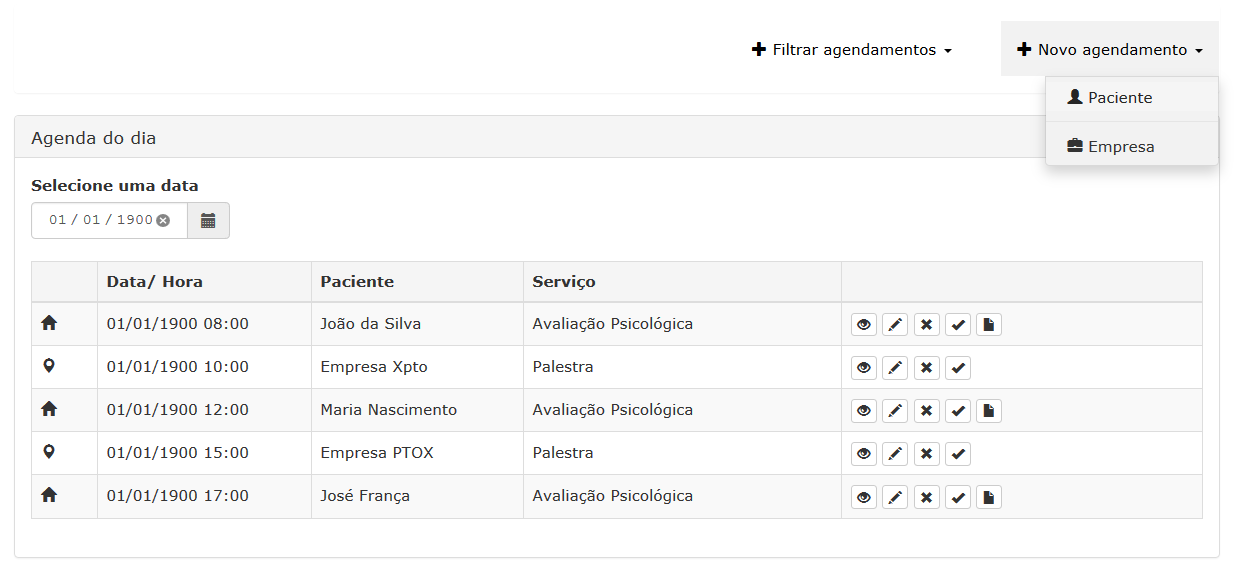 Filtrar agendamentos
Novo agendamento
Paciente
Empresa
Agenda do dia
Selecione uma data
01 / 01 / 1900
Data/ Hora Paciente Serviço
01/01/1900 08:00 João da Silva Avaliação Psicológica
01/01/1900 10:00 Empresa Xpto Palestra
01/01/1900 12:00 Maria Nascimento Avaliação Psicológica
01/01/1900 15:00 Empresa PTOX Palestra
01/01/1900 17:00 José França Avaliação Psicológica